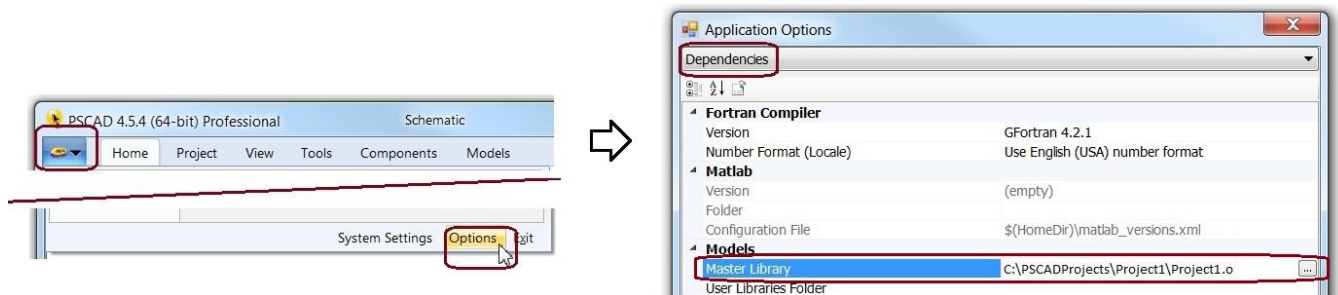 PSCAD 4.5.4 (64-bit) Professional Schematic
Home Project View Tools Components Models
System Settings Options Exit
Application Options
Dependencies
Fortran Compiler
Version GFortran 4.2.1
Number Format (Locale) Use English (USA) number format
Matlab
Version (empty)
Folder
Configuration File $(HomeDir)\matlab_versions.xml
Models
Master Library C:\PSCADProjects\Project1\Project1.o ...
User Libraries Folder